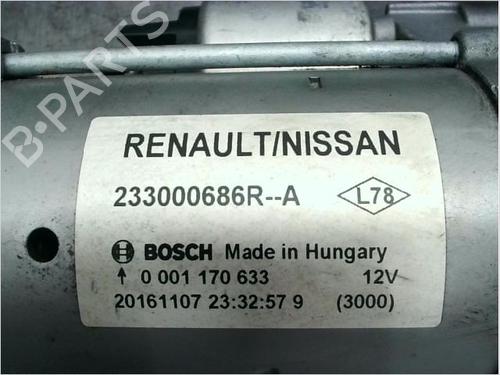 B-PARTS
RENAULT/NISSAN
233000686R--A L78
BOSCH Made in Hungary
↑ 0 001 170 633 12V
20161107 23:32:57 9 (3000)